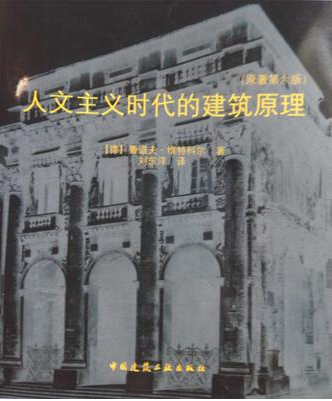 (原著第六版)
人文主义时代的建筑原理
[德]鲁道夫·维特科尔 著
刘东洋 译
中国建筑工业出版社